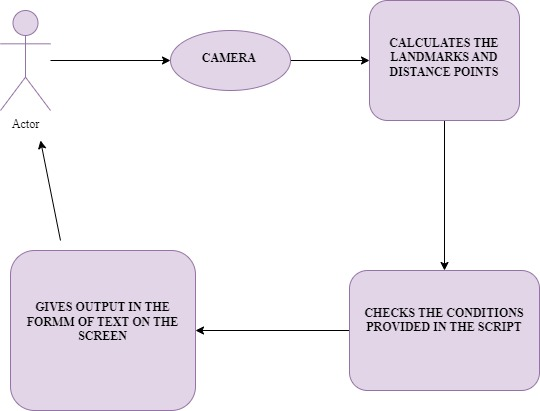 CAMERA
CALCULATES THE
LANDMARKS AND
DISTANCE POINTS
Actor
CHECKS THE CONDITIONS
PROVIDED IN THE SCRIPT
GIVES OUTPUT IN THE
FORMM OF TEXT ON THE
SCREEN